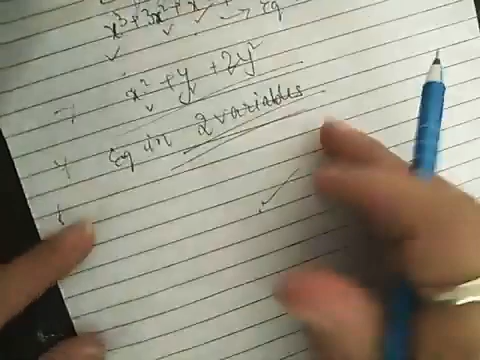 x³+3x²+x → Eq
→ x²+y+2y²
Eq in 2 variables